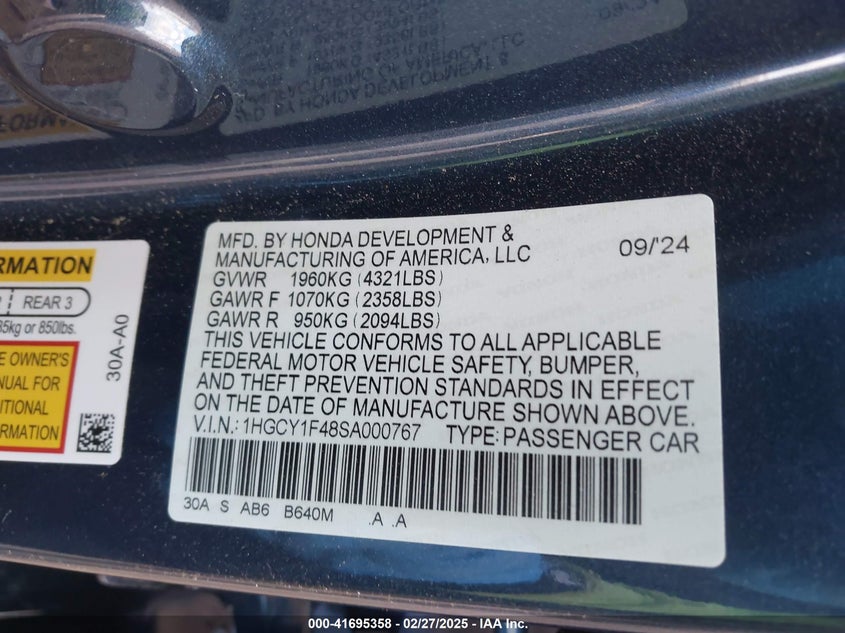 MFD. BY HONDA DEVELOPMENT &
MANUFACTURING OF AMERICA, LLC 09/'24
GVWR 1960KG (4321LBS)
GAWR F 1070KG (2358LBS)
GAWR R 950KG (2094LBS)
THIS VEHICLE CONFORMS TO ALL APPLICABLE
FEDERAL MOTOR VEHICLE SAFETY, BUMPER,
AND THEFT PREVENTION STANDARDS IN EFFECT
ON THE DATE OF MANUFACTURE SHOWN ABOVE.
V.I.N.: 1HGCY1F48SA000767 TYPE: PASSENGER CAR
30A S AB6 B640M .A .A
RMATION
REAR 3
85kg or 850lbs.
E OWNER'S
NUAL FOR
ITIONAL
ORMATION
30A-A0
000-41695358 - 02/27/2025 - IAA Inc.